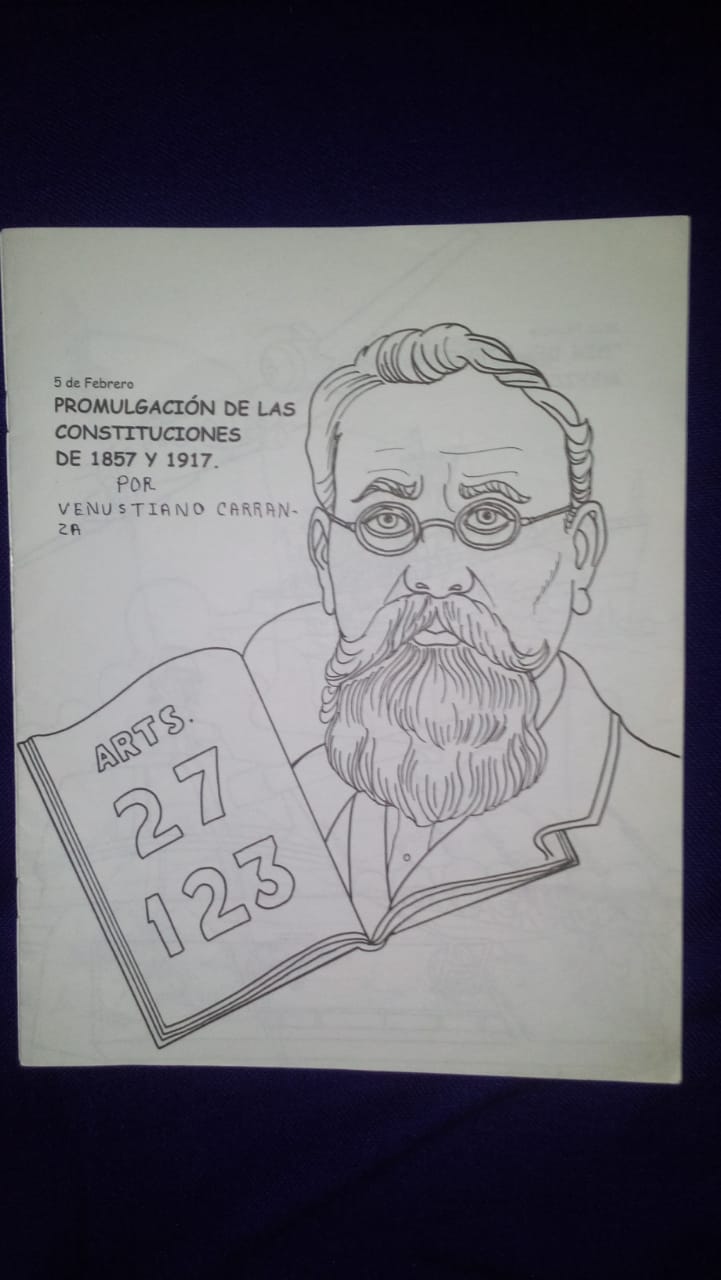 5 de Febrero
PROMULGACIÓN DE LAS
CONSTITUCIONES
DE 1857 Y 1917.
POR
VENUSTIANO CARRAN-
ZA
ARTS.
27
123